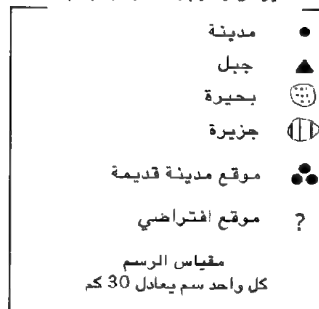 مدينة
جبل
بحيرة
جزيرة
موقع مدينة قديمة
موقع افتراضي ?
مقياس الرسم
كل واحد سم يعادل 30 كم